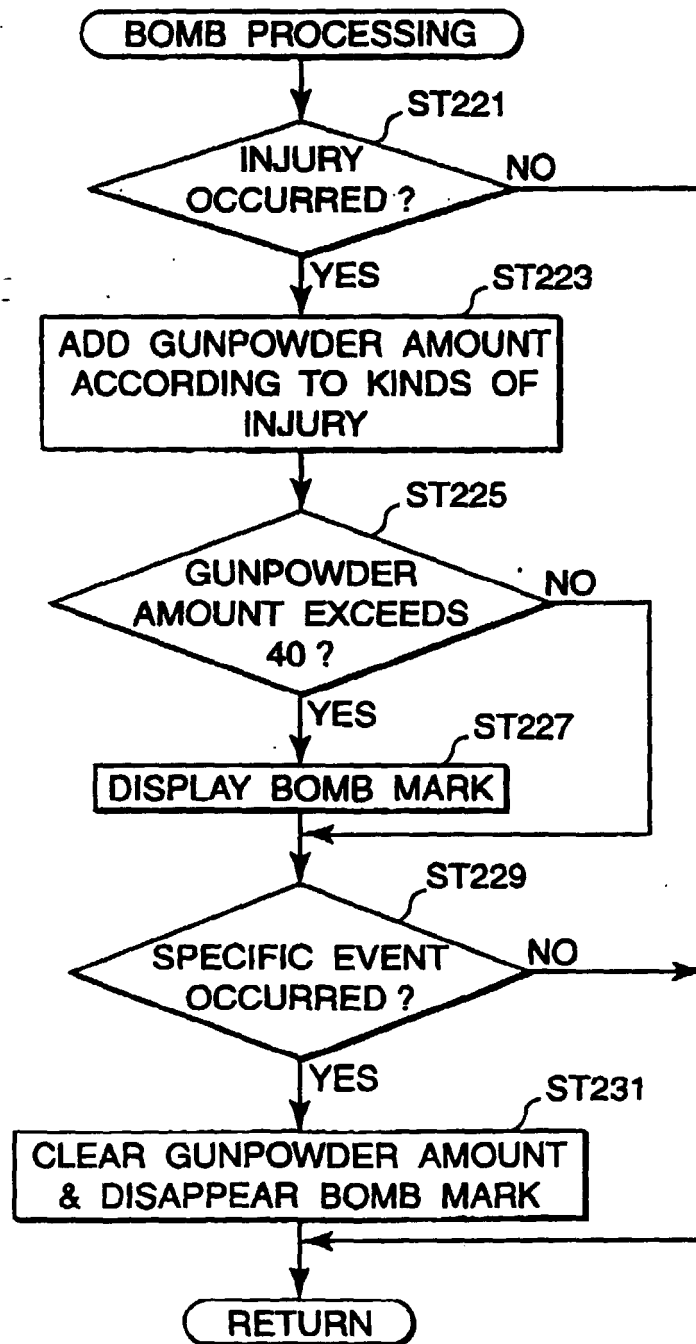 BOMB PROCESSING
ST221
INJURY
OCCURRED ?
NO
YES
ST223
ADD GUNPOWDER AMOUNT
ACCORDING TO KINDS OF
INJURY
ST225
GUNPOWDER
AMOUNT EXCEEDS
40 ?
NO
YES
ST227
DISPLAY BOMB MARK
ST229
SPECIFIC EVENT
OCCURRED ?
NO
YES
ST231
CLEAR GUNPOWDER AMOUNT
& DISAPPEAR BOMB MARK
RETURN